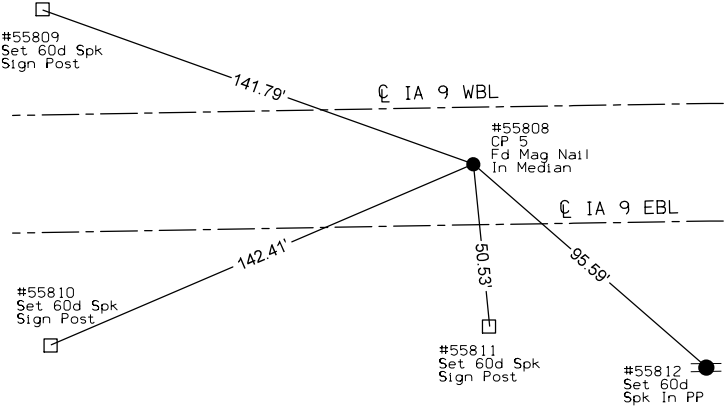 #55809
Set 60d Spk
Sign Post
141.79'
℄ IA 9 WBL
#55808
CP 5
Fd Mag Nail
In Median
℄ IA 9 EBL
142.41'
50.53'
95.59'
#55810
Set 60d Spk
Sign Post
#55811
Set 60d Spk
Sign Post
#55812
Set 60d
Spk In PP